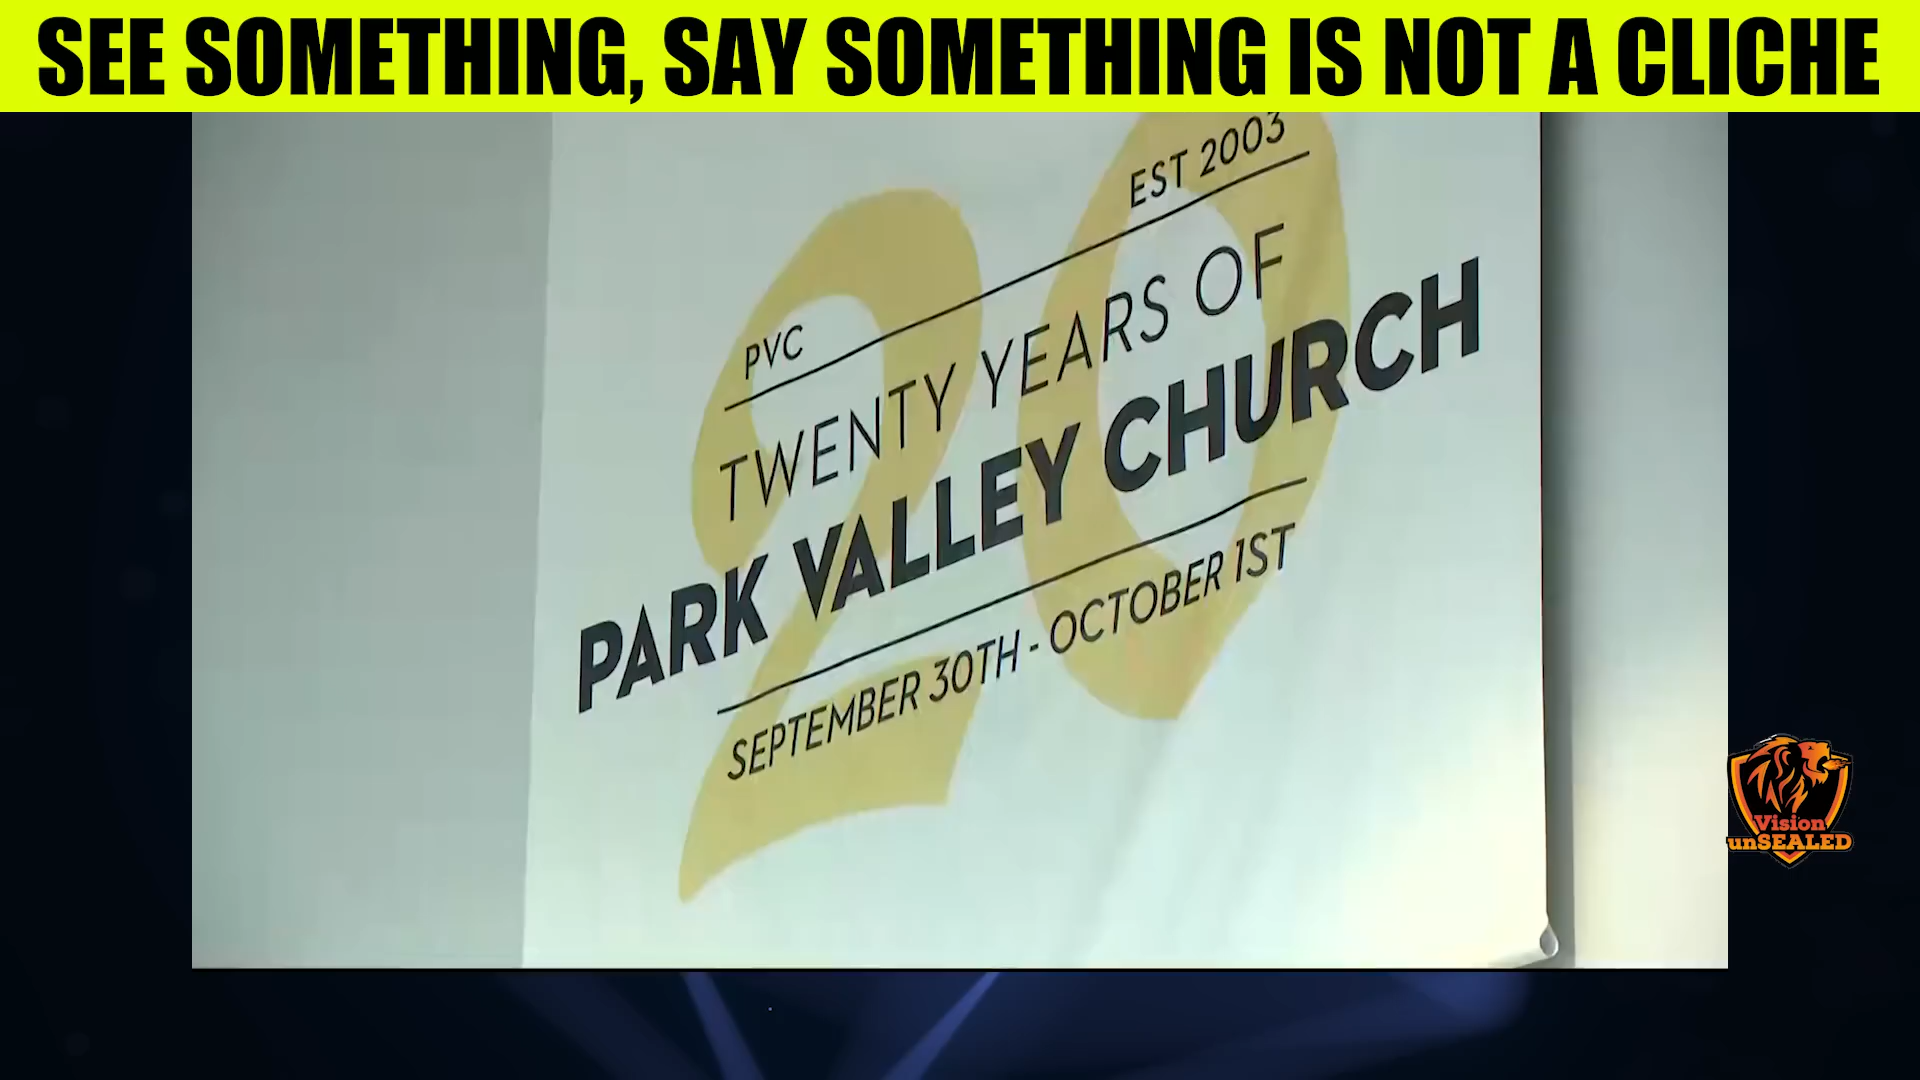 SEE SOMETHING, SAY SOMETHING IS NOT A CLICHE
EST 2003
PVC
TWENTY YEARS OF
PARK VALLEY CHURCH
SEPTEMBER 30TH - OCTOBER 1ST
Vision
unSEALED